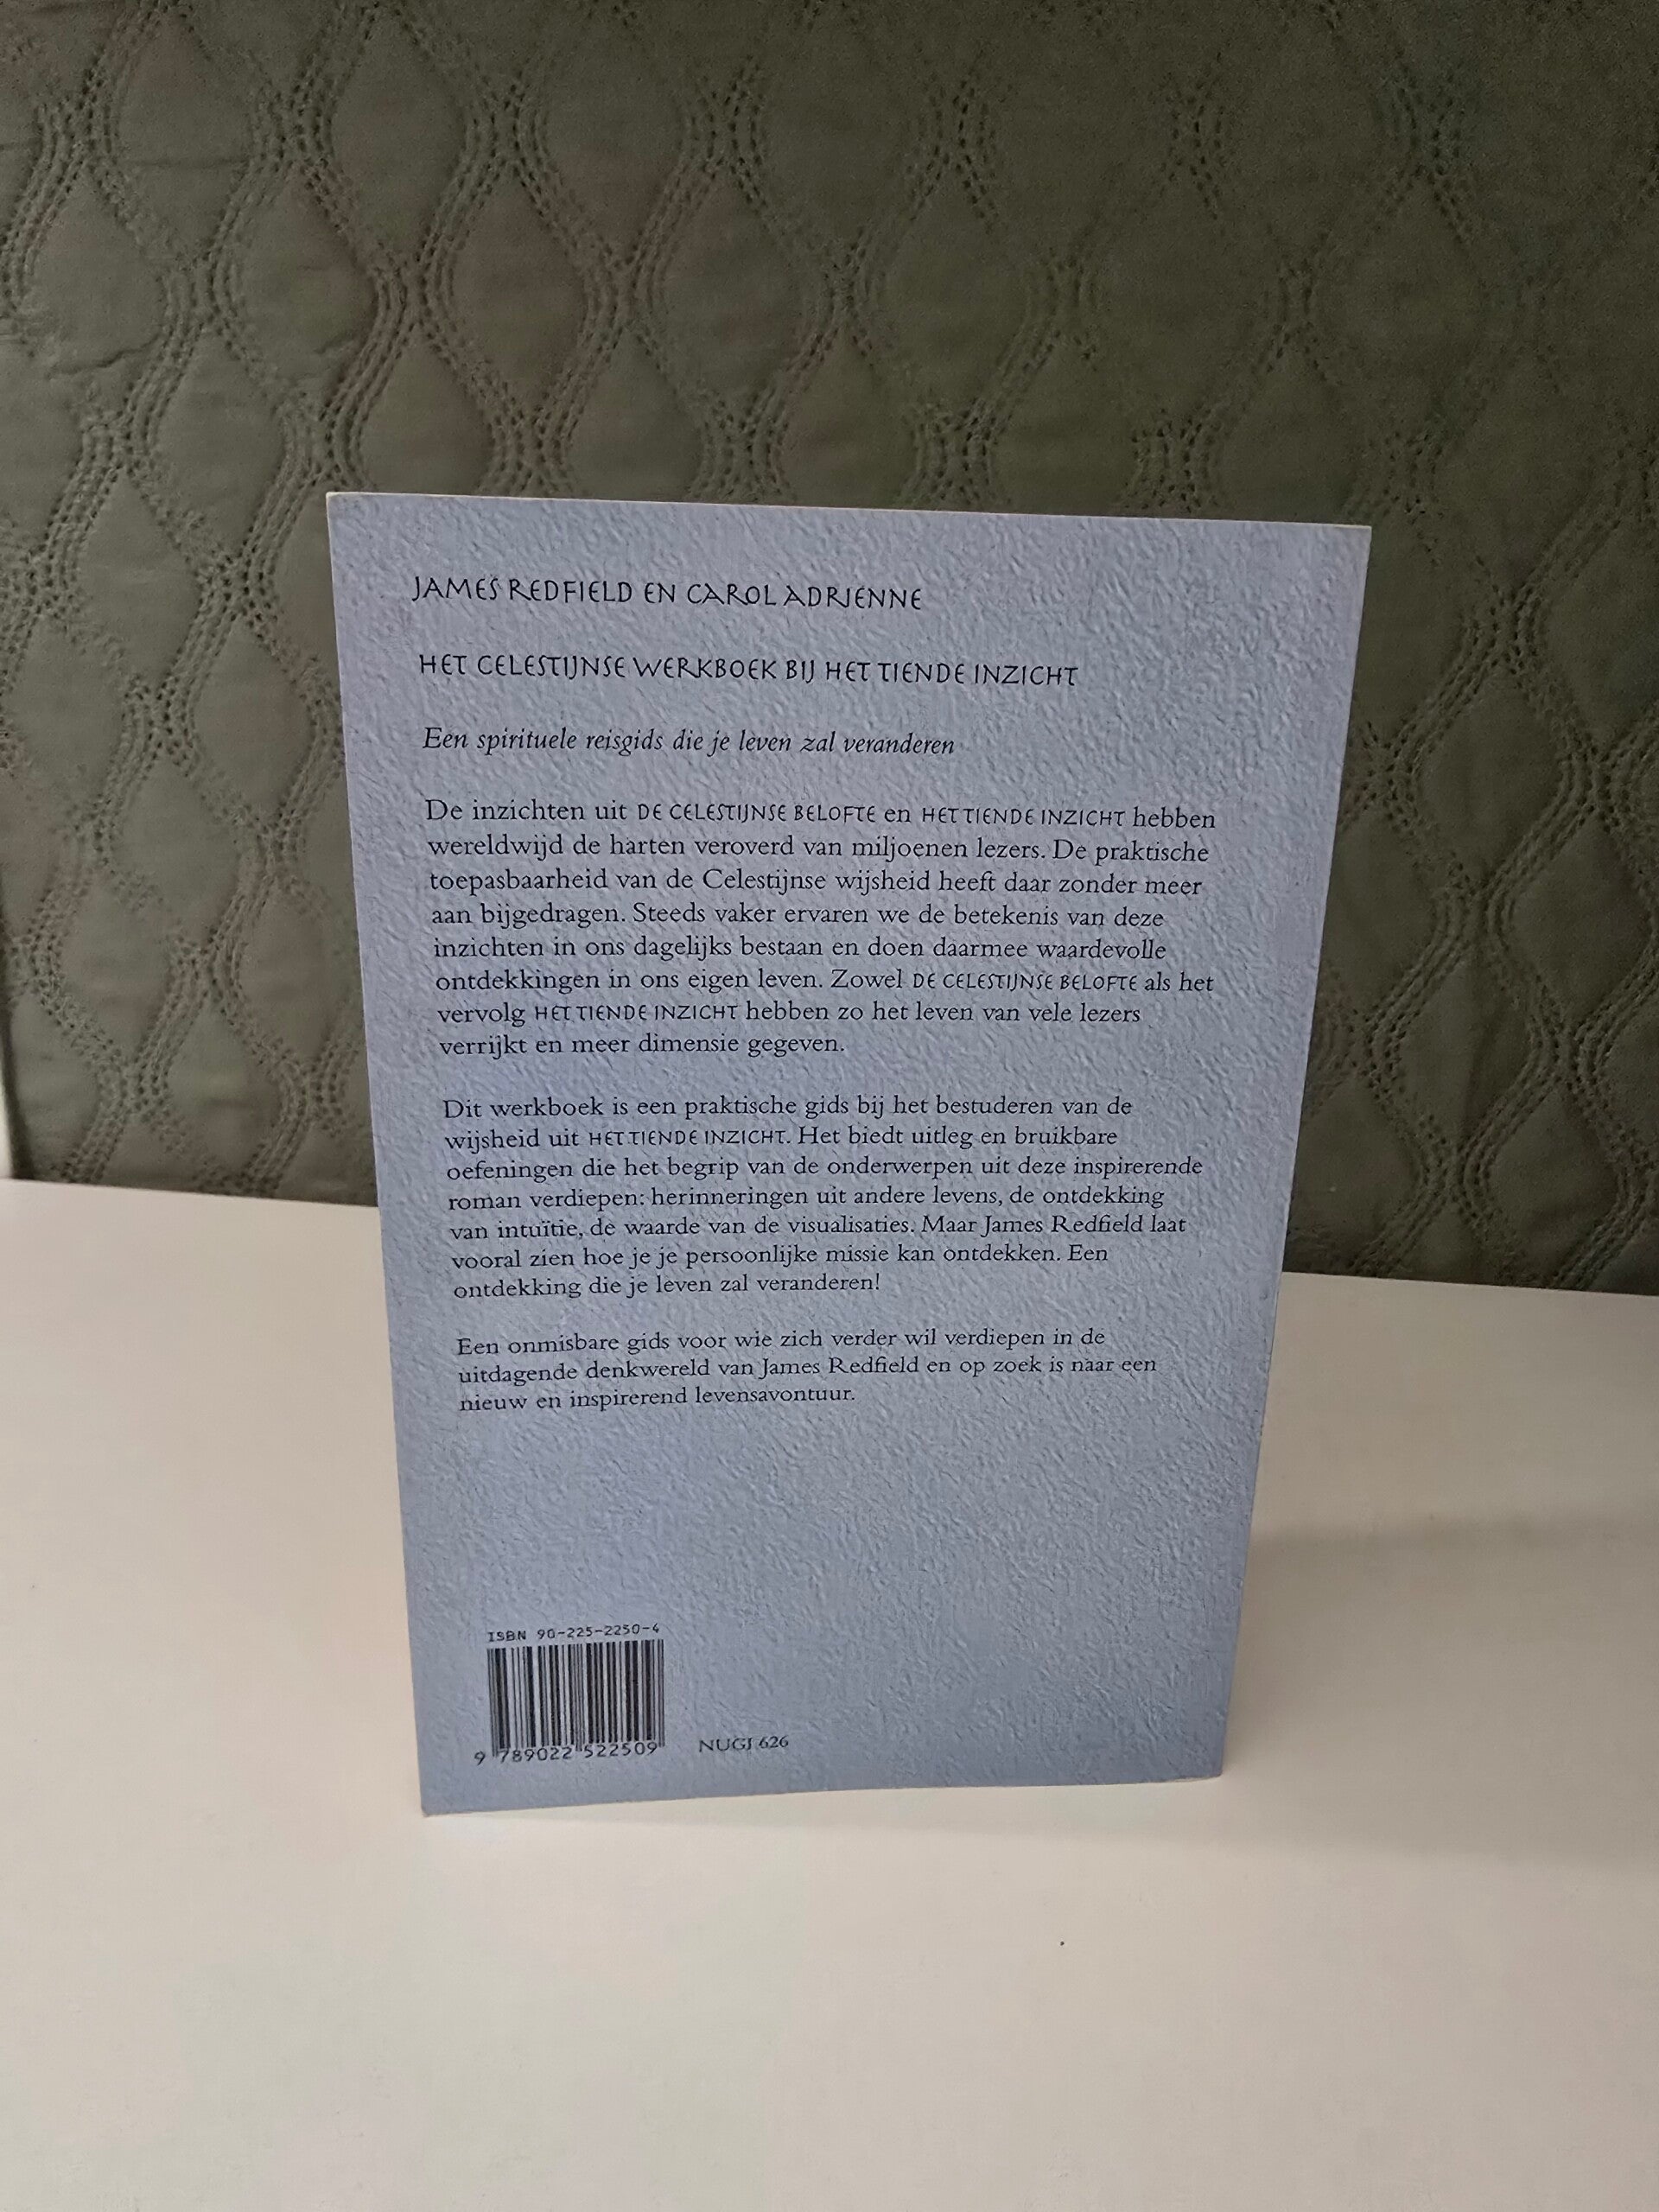 JAMES REDFIELD EN CAROL ADRIENNE
HET CELESTIJNSE WERKBOEK BIJ HET TIENDE INZICHT
Een spirituele reisgids die je leven zal veranderen
De inzichten uit DE CELESTIJNSE BELOFTE en HET TIENDE INZICHT hebben
wereldwijd de harten veroverd van miljoenen lezers. De praktische
toepasbaarheid van de Celestijnse wijsheid heeft daar zonder meer
aan bijgedragen. Steeds vaker ervaren we de betekenis van deze
inzichten in ons dagelijks bestaan en doen daarmee waardevolle
ontdekkingen in ons eigen leven. Zowel DE CELESTIJNSE BELOFTE als het
vervolg HET TIENDE INZICHT hebben zo het leven van vele lezers
verrijkt en meer dimensie gegeven.
Dit werkboek is een praktische gids bij het bestuderen van de
wijsheid uit HET TIENDE INZICHT. Het biedt uitleg en bruikbare
oefeningen die het begrip van de onderwerpen uit deze inspirerende
roman verdiepen: herinneringen uit andere levens, de ontdekking
van intuïtie, de waarde van de visualisaties. Maar James Redfield laat
vooral zien hoe je je persoonlijke missie kan ontdekken. Een
ontdekking die je leven zal veranderen!
Een onmisbare gids voor wie zich verder wil verdiepen in de
uitdagende denkwereld van James Redfield en op zoek is naar een
nieuw en inspirerend levensavontuur.
ISBN 90-225-2250-4
9 789022 522509
NUGI 626